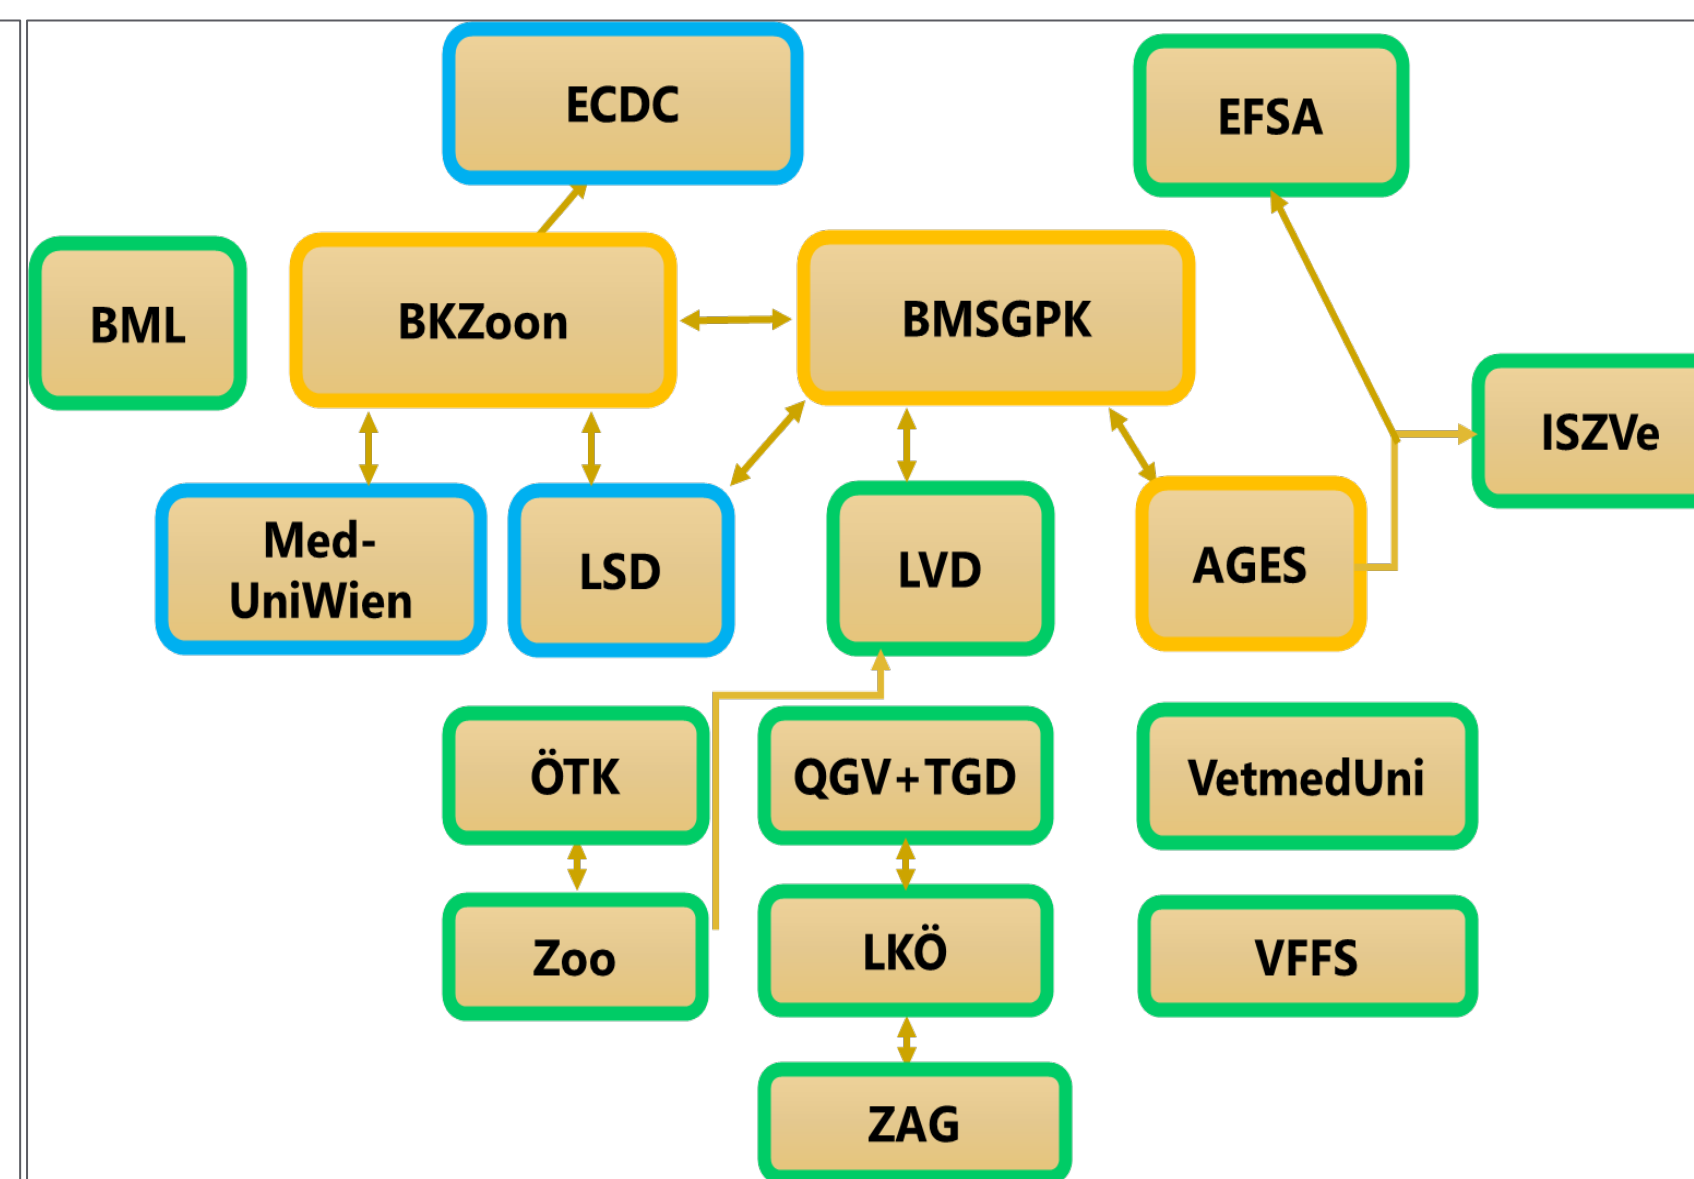 ECDC
EFSA
BML
BKZoon
BMSGPK
ISZVe
Med-
UniWien
LSD
LVD
AGES
ÖTK
QGV+TGD
VetmedUni
Zoo
LKÖ
VFFS
ZAG